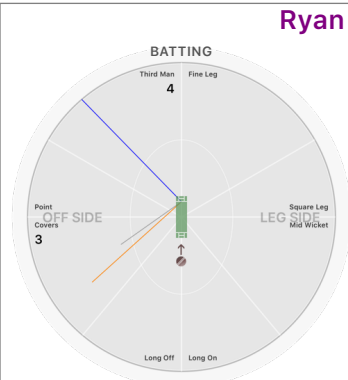 Ryan
BATTING
Third Man Fine Leg
4
Point Square Leg
OFF SIDE LEG SIDE
Covers Mid Wicket
3
Long Off Long On